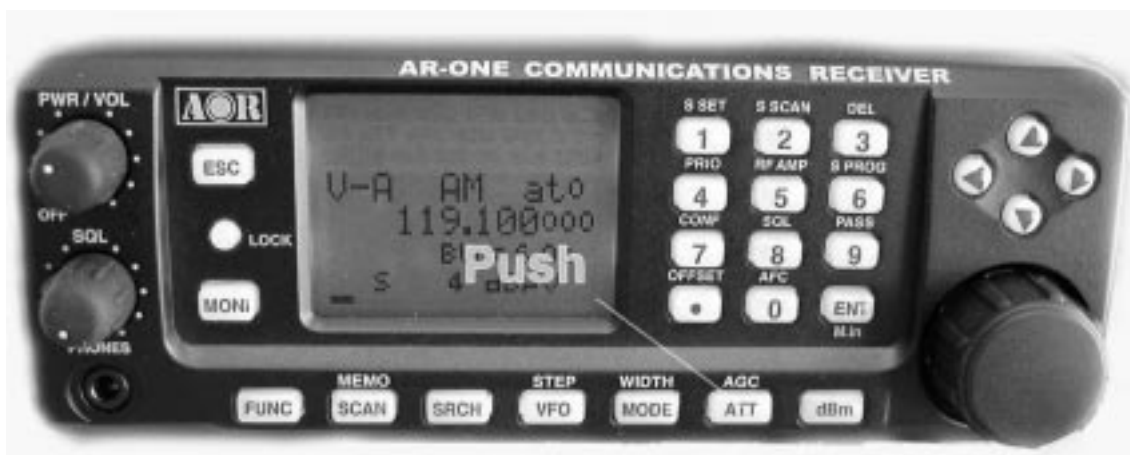 AR-ONE COMMUNICATIONS RECEIVER
PWR / VOL
AOR
ESC
OFF
SQL
LOCK
MONi
PHONES
V-A AM ato
119.100000
Push
S 4
S SET S SCAN DEL
1 2 3
PRIO RF AMP S PROG
4 5 6
CONF SQL PASS
7 8 9
OFFSET AFC
• 0 ENT
M.in
MEMO STEP WIDTH AGC
FUNC SCAN SRCH VFO MODE ATT dBm